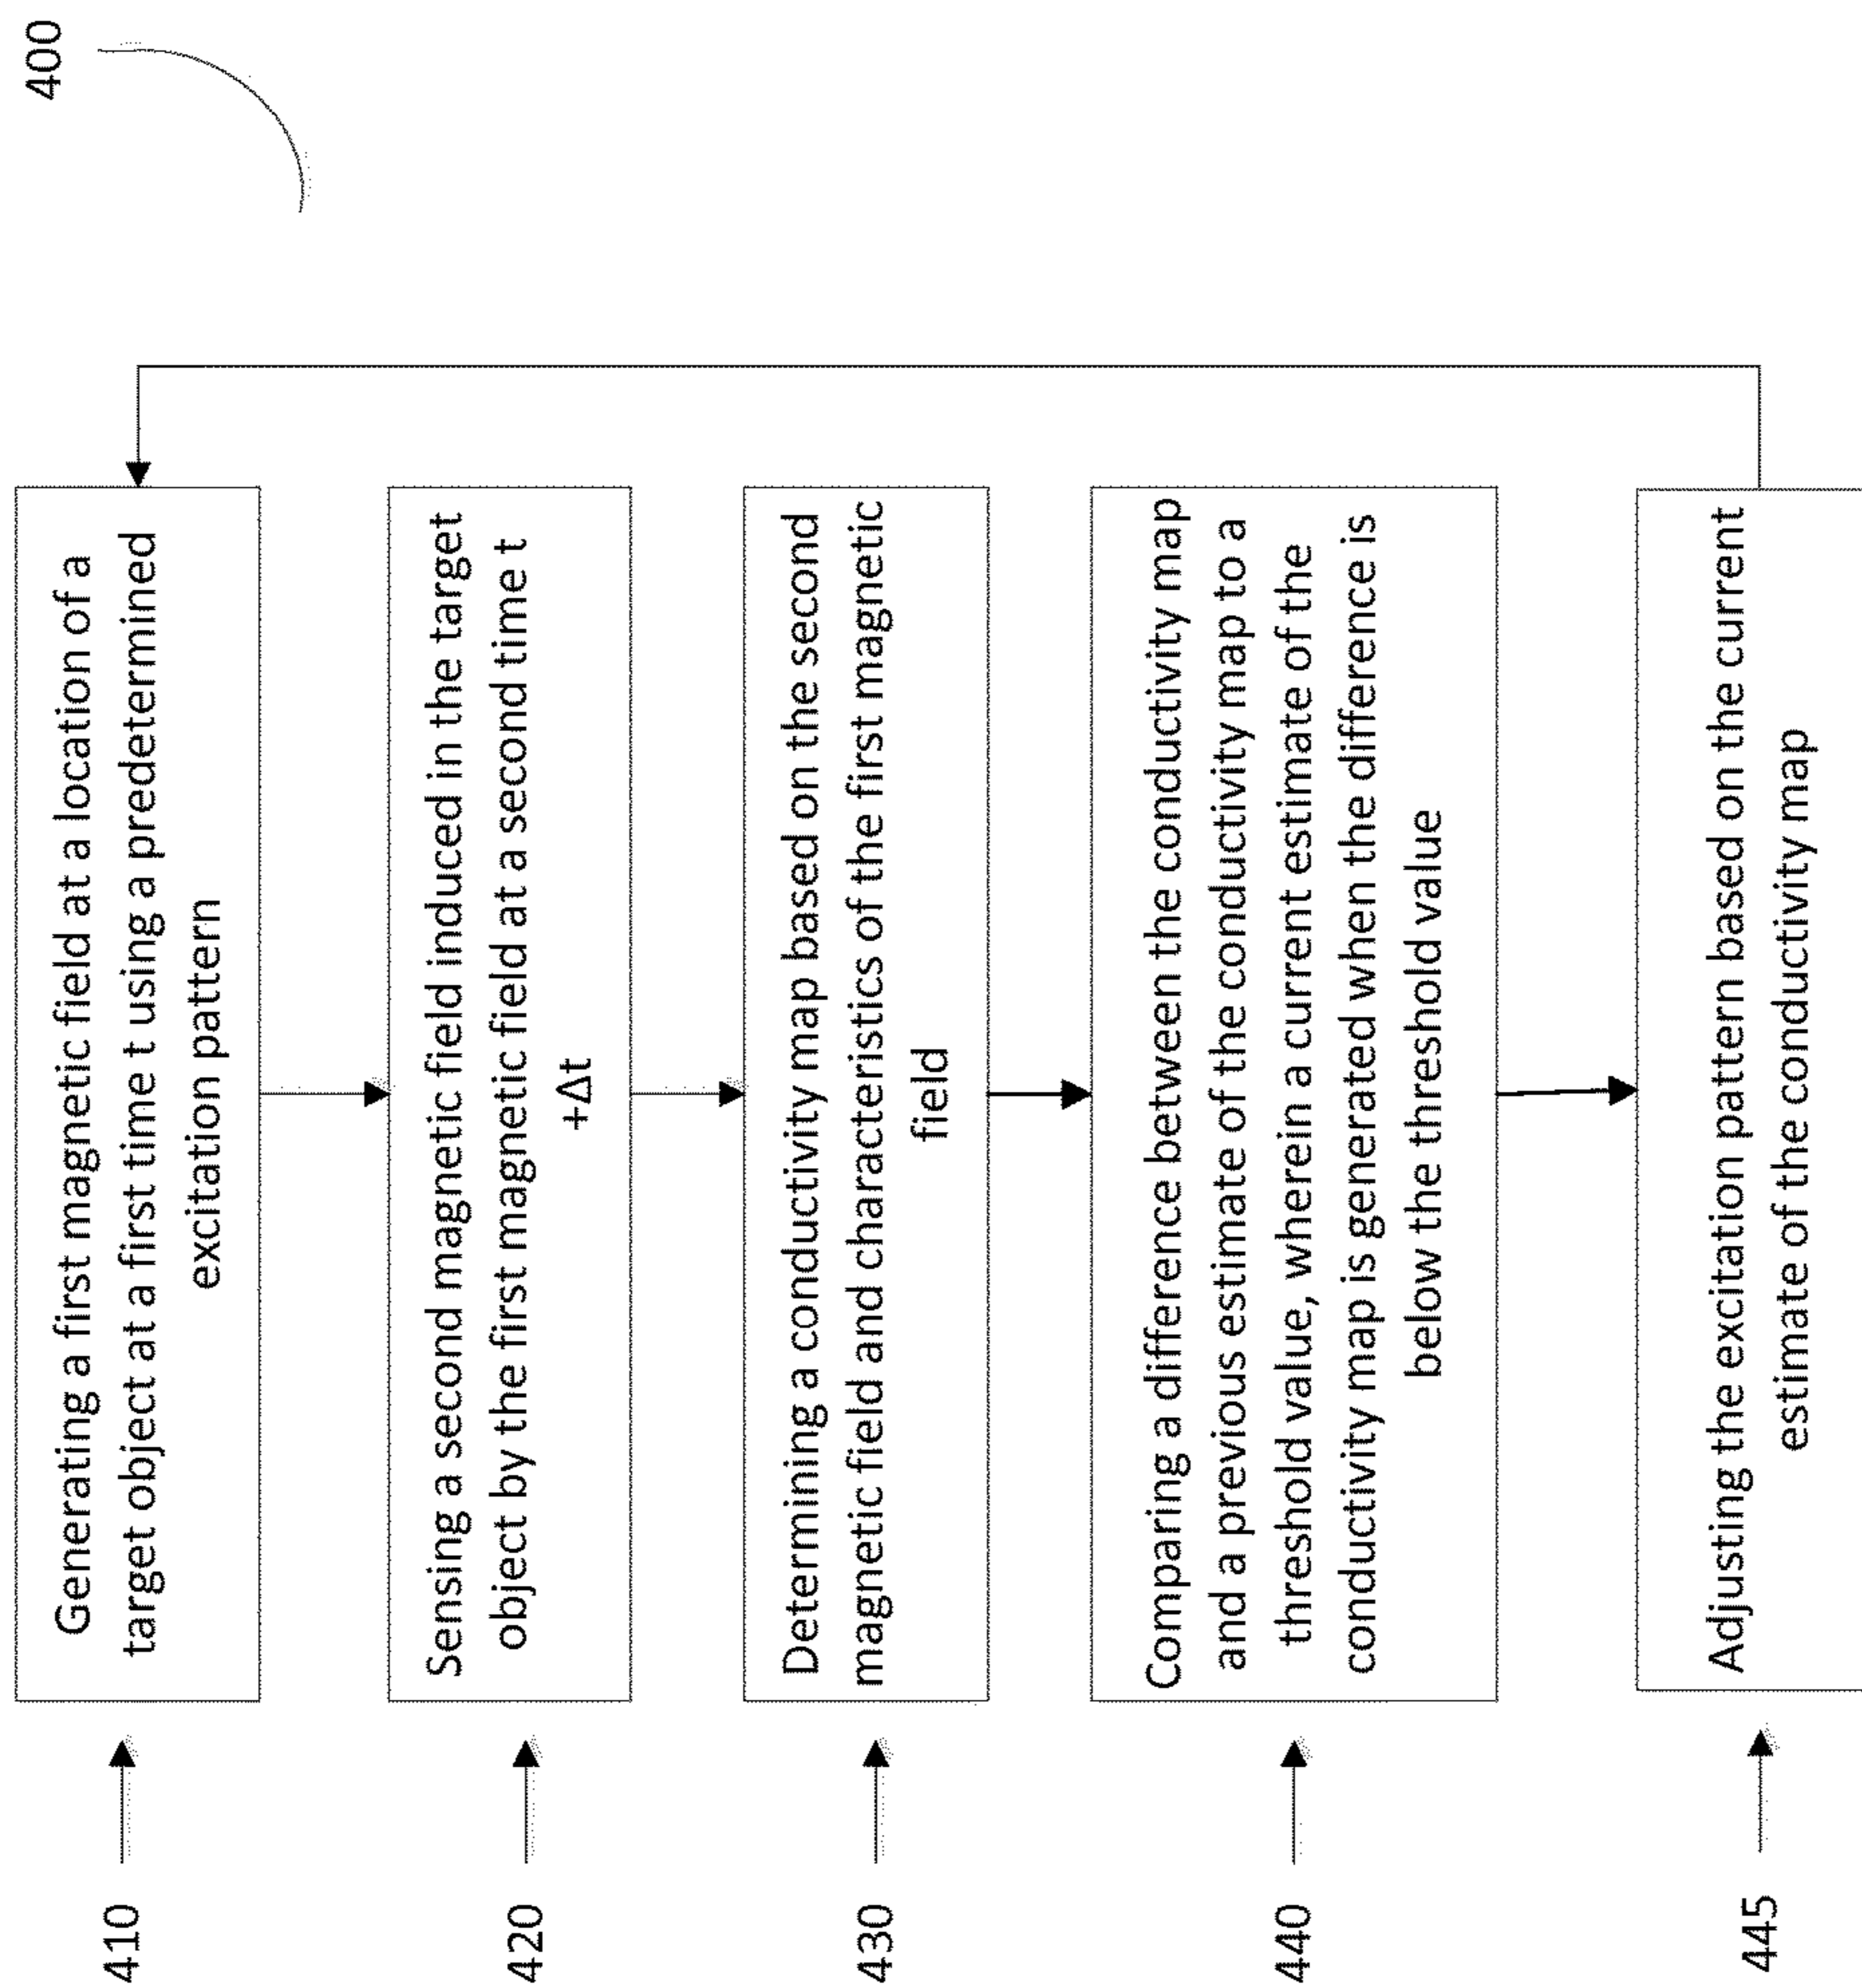 400
410
Generating a first magnetic field at a location of a
target object at a first time t using a predetermined
excitation pattern
420
Sensing a second magnetic field induced in the target
object by the first magnetic field at a second time t
+Δt
430
Determining a conductivity map based on the second
magnetic field and characteristics of the first magnetic
field
440
Comparing a difference between the conductivity map
and a previous estimate of the conductivity map to a
threshold value, wherein a current estimate of the
conductivity map is generated when the difference is
below the threshold value
445
Adjusting the excitation pattern based on the current
estimate of the conductivity map